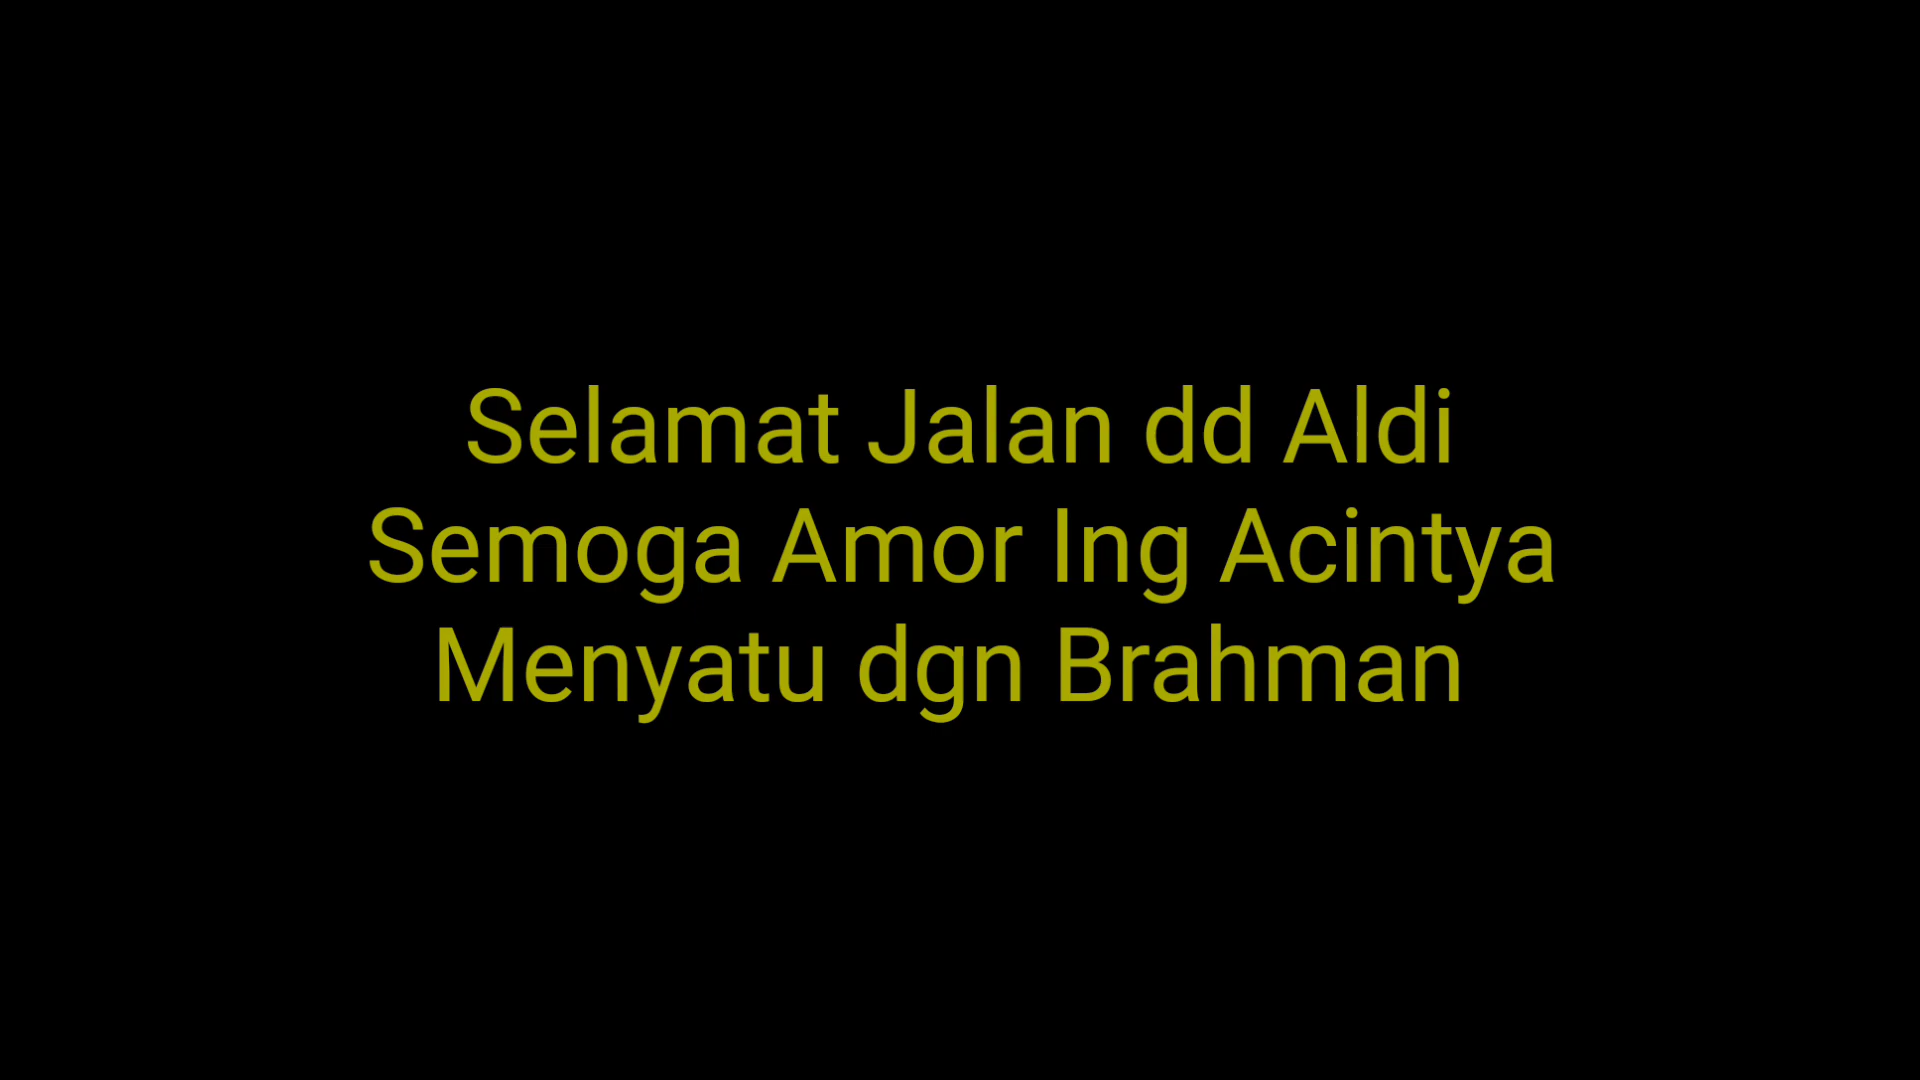 Selamat Jalan dd Aldi
Semoga Amor Ing Acintya
Menyatu dgn Brahman